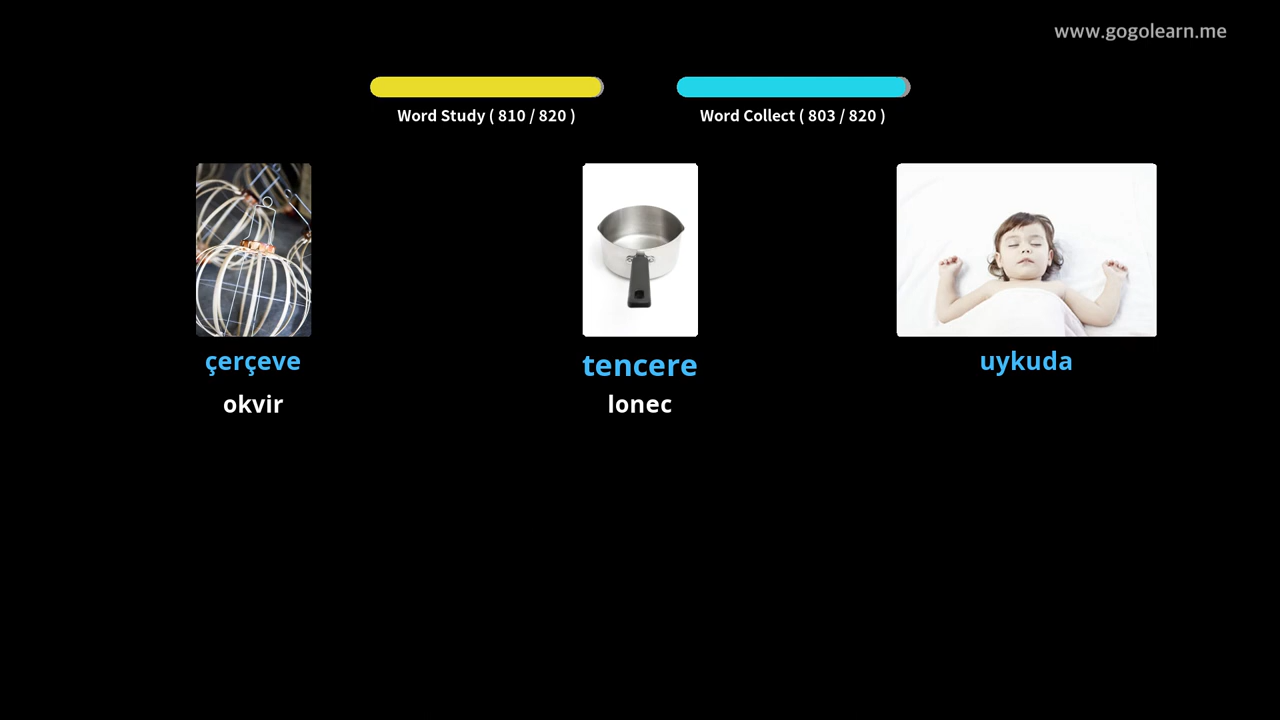 www.gogolearn.me
Word Study ( 810 / 820 )
Word Collect ( 803 / 820 )
çerçeve
tencere
uykuda
okvir
lonec